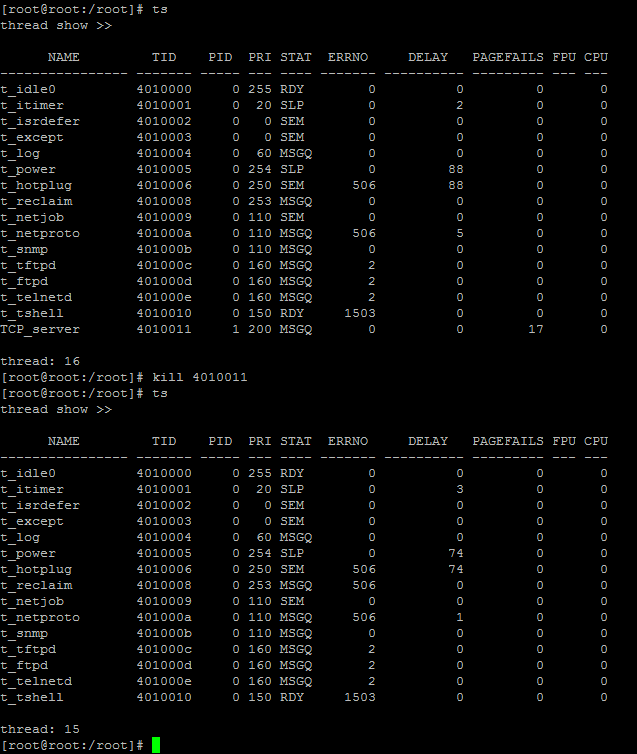 [root@root:/root]# ts
thread show >>
NAME TID PID PRI STAT ERRNO DELAY PAGEFAILS FPU CPU
---------------- ------- ----- --- ---- ------- ---------- --------- --- ---
t_idle0 4010000 0 255 RDY 0 0 0 0
t_itimer 4010001 0 20 SLP 0 2 0 0
t_isrdefer 4010002 0 0 SEM 0 0 0 0
t_except 4010003 0 0 SEM 0 0 0 0
t_log 4010004 0 60 MSGQ 0 0 0 0
t_power 4010005 0 254 SLP 0 88 0 0
t_hotplug 4010006 0 250 SEM 506 88 0 0
t_reclaim 4010008 0 253 MSGQ 0 0 0 0
t_netjob 4010009 0 110 SEM 0 0 0 0
t_netproto 401000a 0 110 MSGQ 506 5 0 0
t_snmp 401000b 0 110 MSGQ 0 0 0 0
t_tftpd 401000c 0 160 MSGQ 2 0 0 0
t_ftpd 401000d 0 160 MSGQ 2 0 0 0
t_telnetd 401000e 0 160 MSGQ 2 0 0 0
t_tshell 4010010 0 150 RDY 1503 0 0 0
TCP_server 4010011 1 200 MSGQ 0 0 17 0
thread: 16
[root@root:/root]# kill 4010011
[root@root:/root]# ts
thread show >>
NAME TID PID PRI STAT ERRNO DELAY PAGEFAILS FPU CPU
---------------- ------- ----- --- ---- ------- ---------- --------- --- ---
t_idle0 4010000 0 255 RDY 0 0 0 0
t_itimer 4010001 0 20 SLP 0 3 0 0
t_isrdefer 4010002 0 0 SEM 0 0 0 0
t_except 4010003 0 0 SEM 0 0 0 0
t_log 4010004 0 60 MSGQ 0 0 0 0
t_power 4010005 0 254 SLP 0 74 0 0
t_hotplug 4010006 0 250 SEM 506 74 0 0
t_reclaim 4010008 0 253 MSGQ 506 0 0 0
t_netjob 4010009 0 110 SEM 0 0 0 0
t_netproto 401000a 0 110 MSGQ 506 1 0 0
t_snmp 401000b 0 110 MSGQ 0 0 0 0
t_tftpd 401000c 0 160 MSGQ 2 0 0 0
t_ftpd 401000d 0 160 MSGQ 2 0 0 0
t_telnetd 401000e 0 160 MSGQ 2 0 0 0
t_tshell 4010010 0 150 RDY 1503 0 0 0
thread: 15
[root@root:/root]#